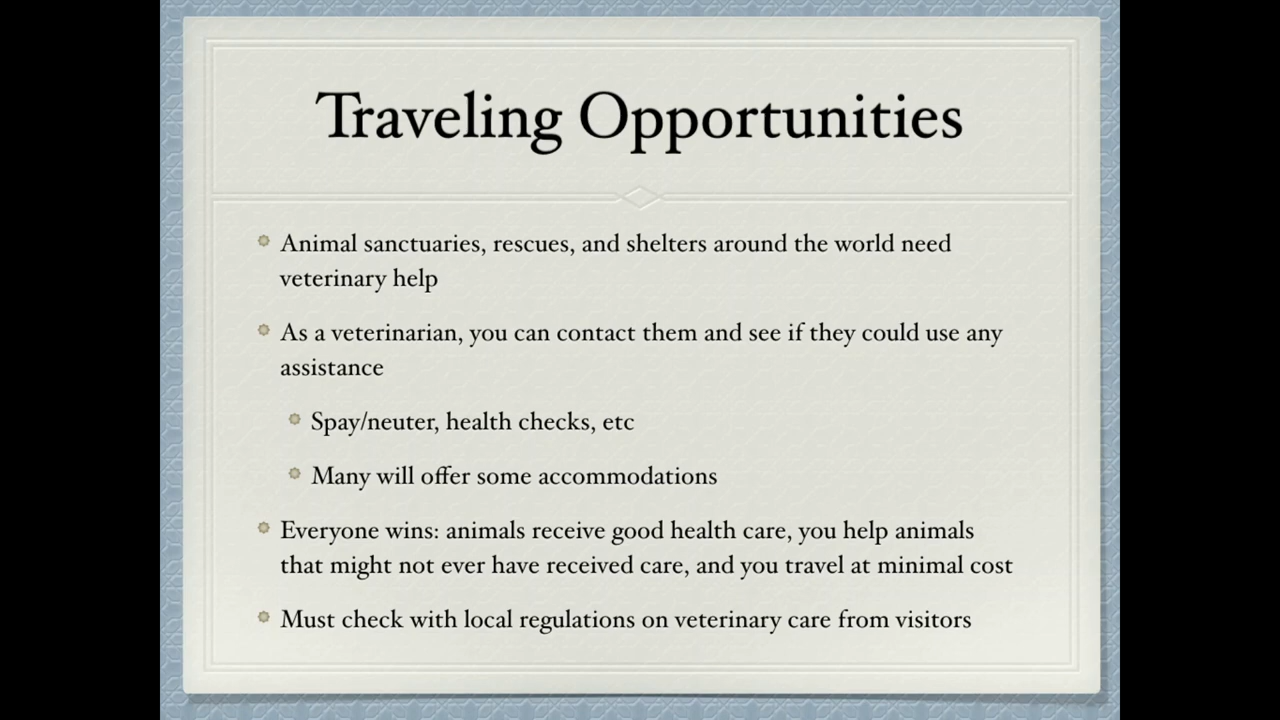 Traveling Opportunities
Animal sanctuaries, rescues, and shelters around the world need
veterinary help
As a veterinarian, you can contact them and see if they could use any
assistance
Spay/neuter, health checks, etc
Many will offer some accommodations
Everyone wins: animals receive good health care, you help animals
that might not ever have received care, and you travel at minimal cost
Must check with local regulations on veterinary care from visitors